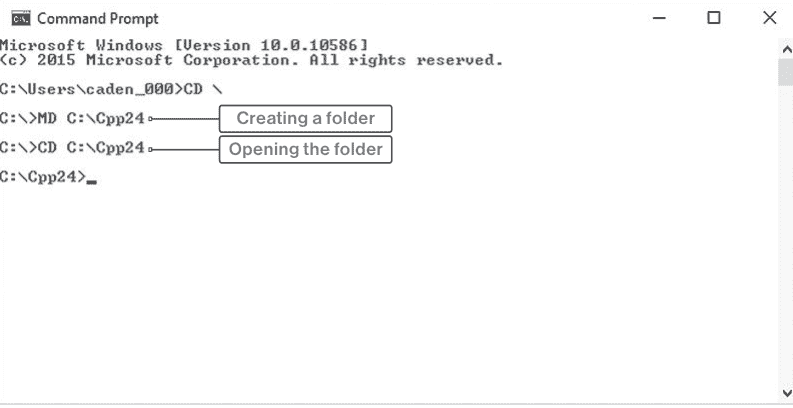 Command Prompt
Microsoft Windows [Version 10.0.10586]
(c) 2015 Microsoft Corporation. All rights reserved.
C:\Users\caden_000>CD \
C:\>MD C:\Cpp24 Creating a folder
C:\>CD C:\Cpp24 Opening the folder
C:\Cpp24>_